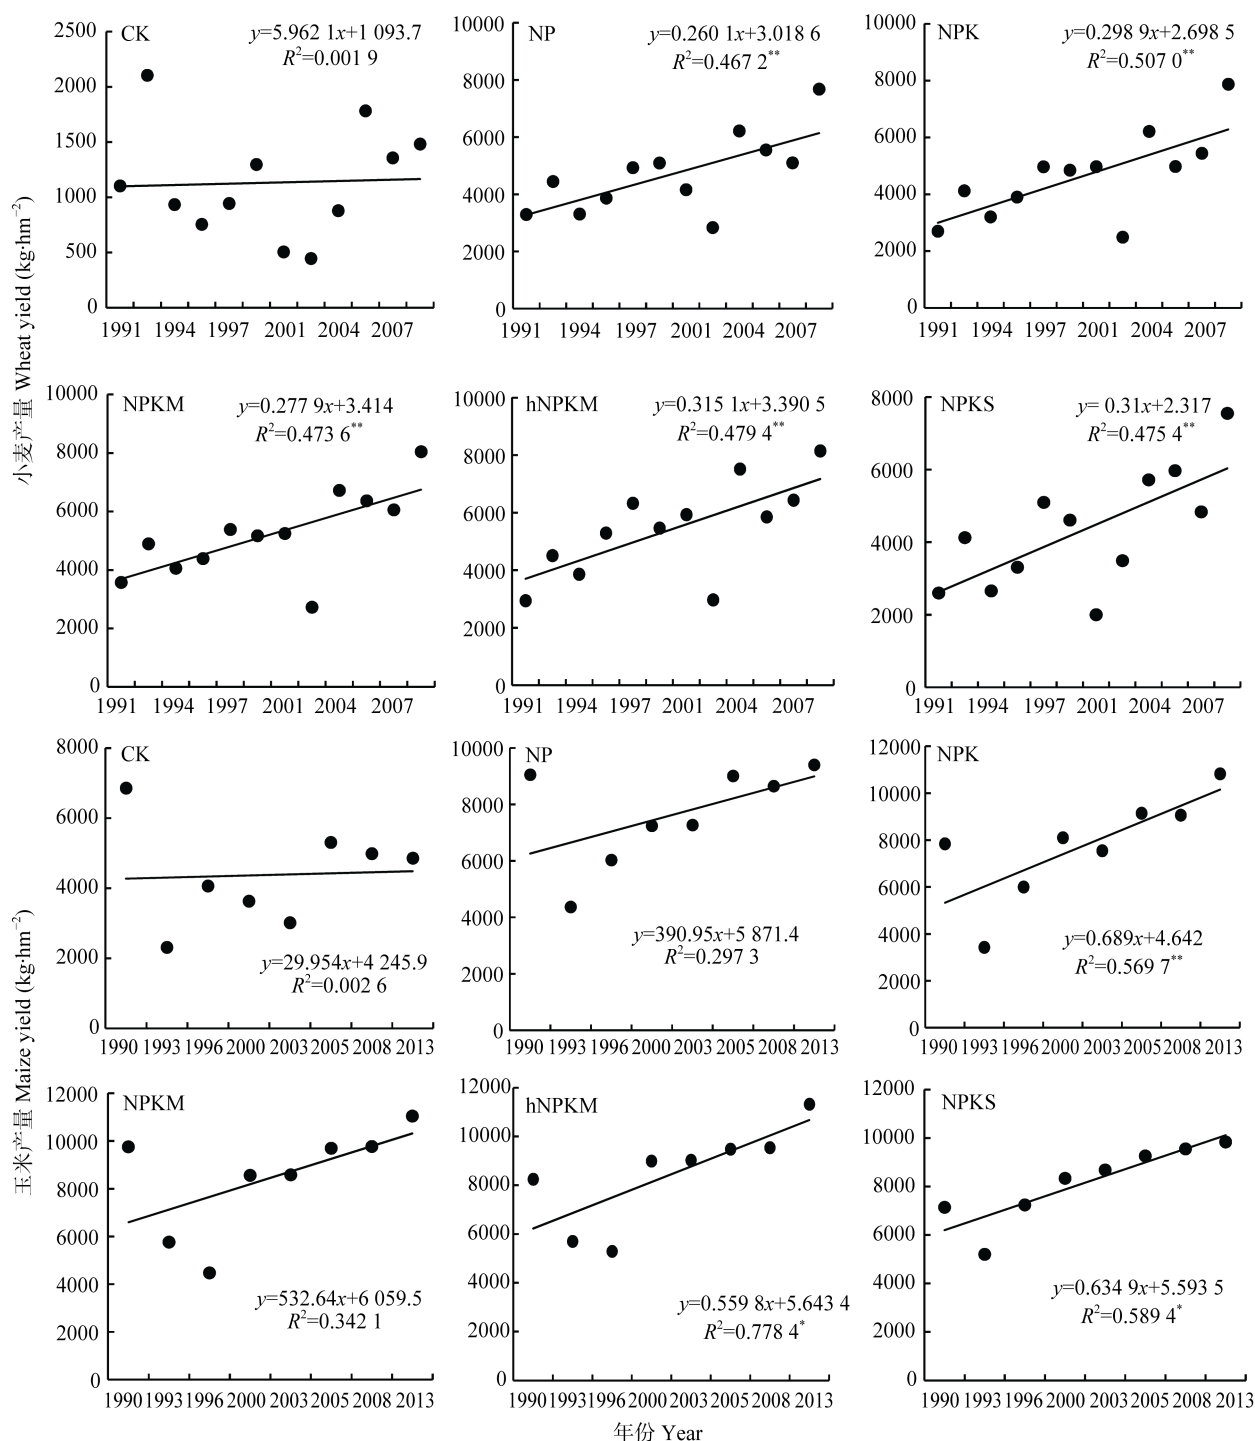 小麦产量 Wheat yield (kg·hm⁻²)
CK
y=5.962 1x+1 093.7
R²=0.001 9
2500
2000
1500
1000
500
0
1991 1994 1997 2001 2004 2007
NP
y=0.260 1x+3.018 6
R²=0.467 2**
10000
8000
6000
4000
2000
0
1991 1994 1997 2001 2004 2007
NPK
y=0.298 9x+2.698 5
R²=0.507 0**
10000
8000
6000
4000
2000
0
1991 1994 1997 2001 2004 2007
NPKM
y=0.277 9x+3.414
R²=0.473 6**
10000
8000
6000
4000
2000
0
1991 1994 1997 2001 2004 2007
hNPKM
y=0.315 1x+3.390 5
R²=0.479 4**
10000
8000
6000
4000
2000
0
1991 1994 1997 2001 2004 2007
NPKS
y= 0.31x+2.317
R²=0.475 4**
8000
6000
4000
2000
0
1991 1994 1997 2001 2004 2007
玉米产量 Maize yield (kg·hm⁻²)
CK
8000
6000
4000
2000
0
y=29.954x+4 245.9
R²=0.002 6
1990 1993 1996 2000 2003 2005 2008 2013
NP
10000
8000
6000
4000
2000
0
y=390.95x+5 871.4
R²=0.297 3
1990 1993 1996 2000 2003 2005 2008 2013
NPK
12000
10000
8000
6000
4000
2000
0
y=0.689x+4.642
R²=0.569 7**
1990 1993 1996 2000 2003 2005 2008 2013
NPKM
12000
10000
8000
6000
4000
2000
0
y=532.64x+6 059.5
R²=0.342 1
1990 1993 1996 2000 2003 2005 2008 2013
hNPKM
12000
10000
8000
6000
4000
2000
0
y=0.559 8x+5.643 4
R²=0.778 4*
1990 1993 1996 2000 2003 2005 2008 2013
NPKS
12000
10000
8000
6000
4000
2000
0
y=0.634 9x+5.593 5
R²=0.589 4*
1990 1993 1996 2000 2003 2005 2008 2013
年份 Year